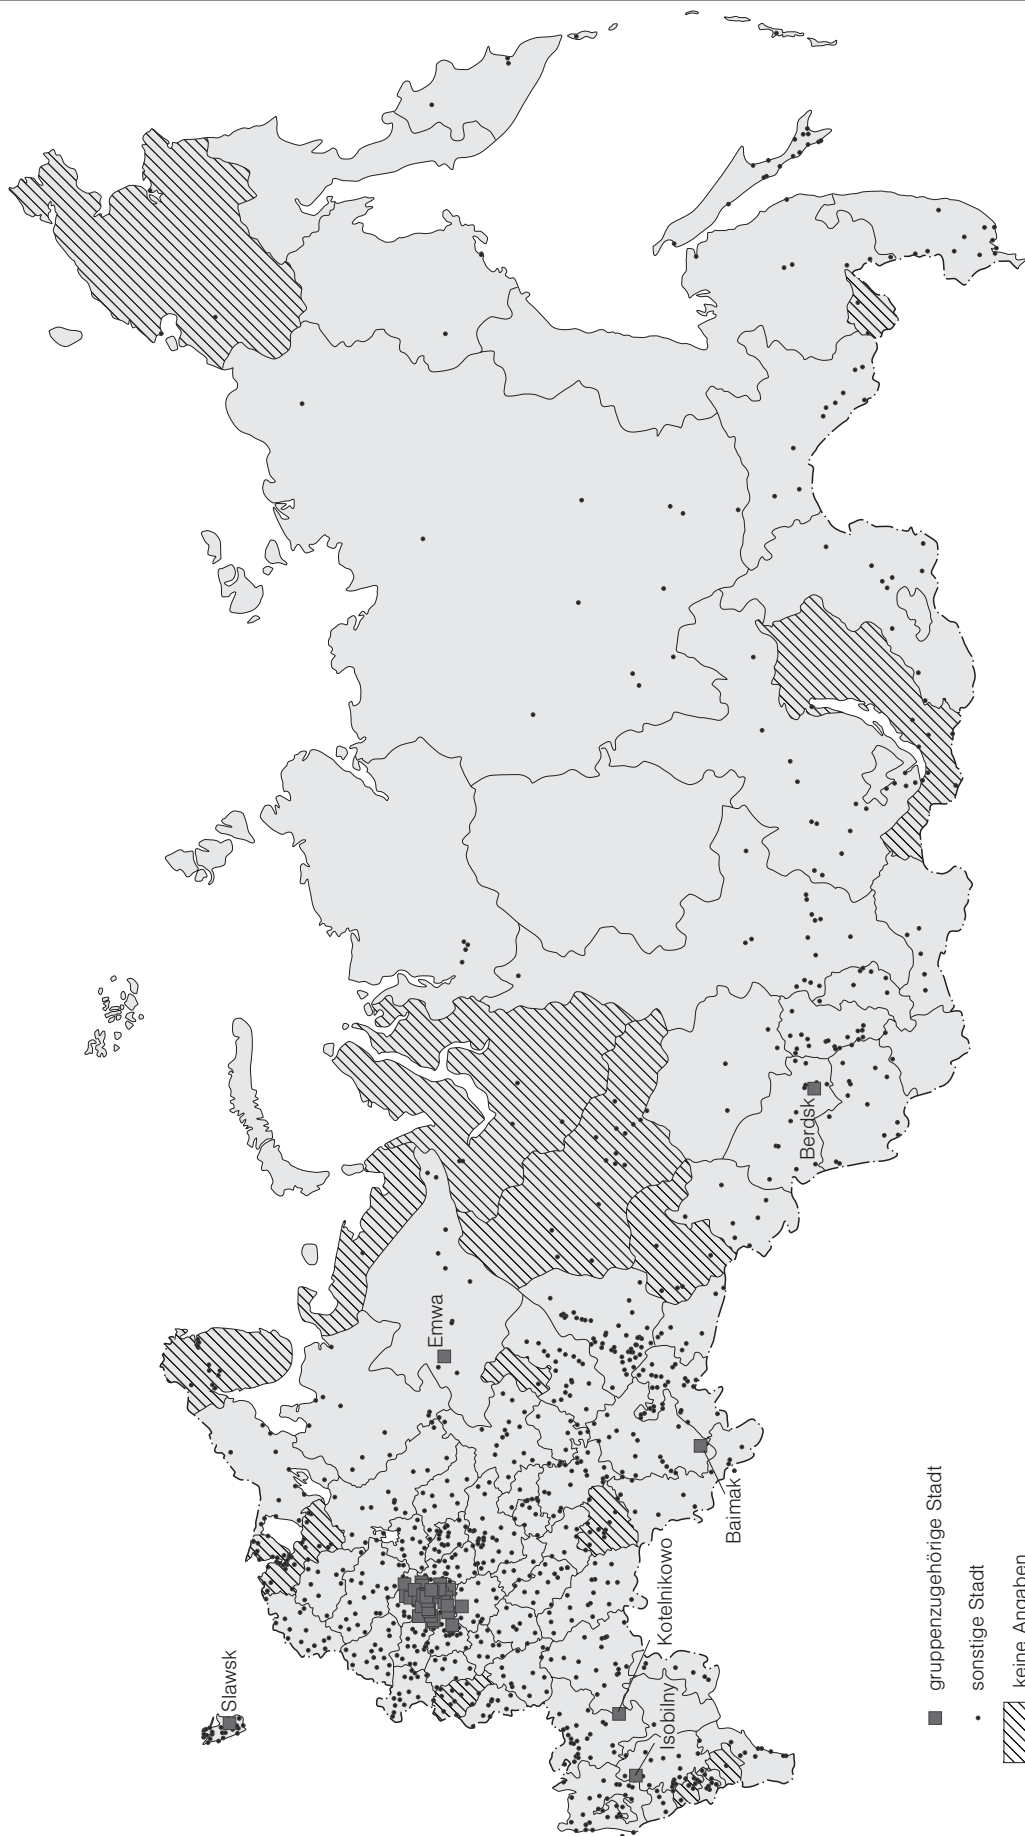 Slawsk
Emwa
Berdsk
Baimak
Kotelnikowo
Isobilny
gruppenzugehörige Stadt
sonstige Stadt
keine Angaben